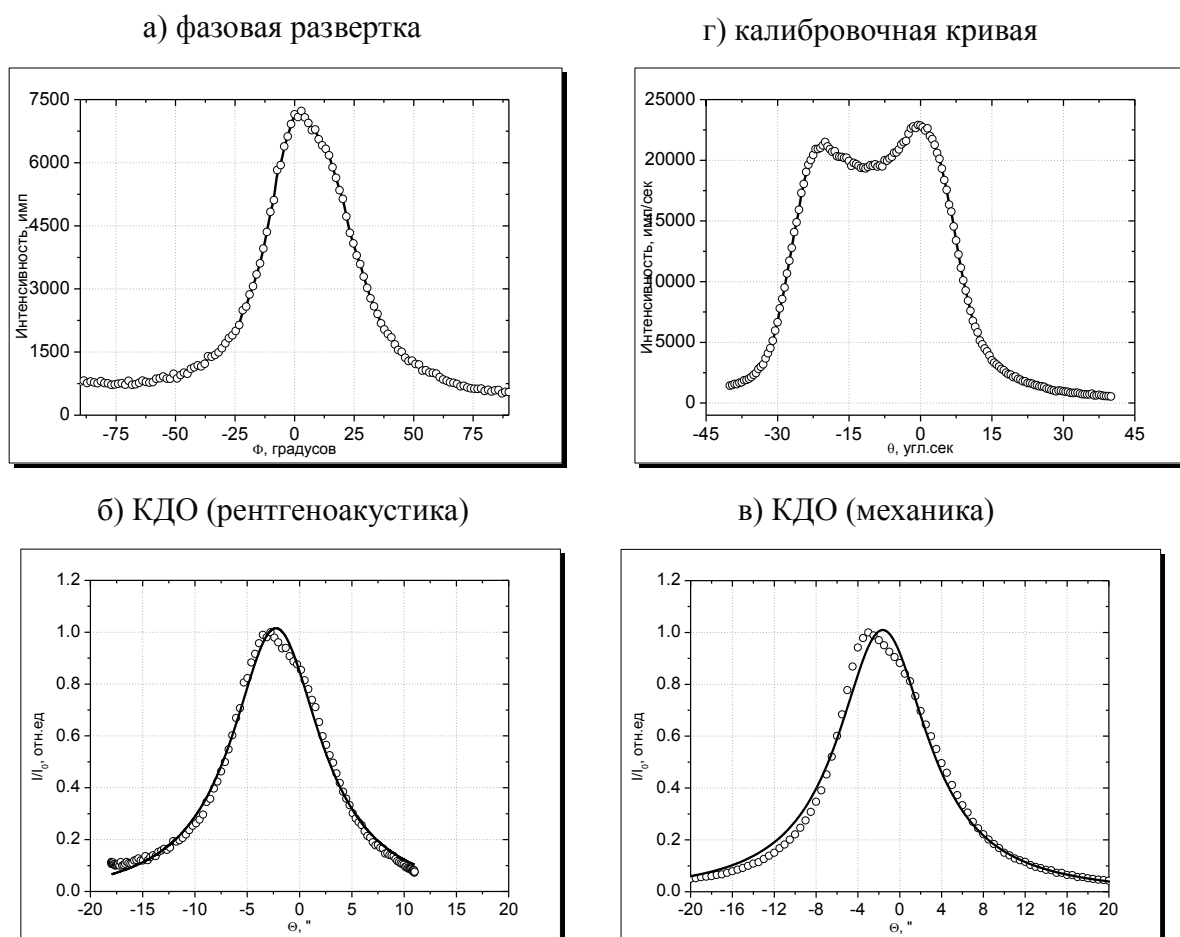 а) фазовая развертка
г) калибровочная кривая
7500
6000
4500
3000
1500
0
Интенсивность, имп
-75 -50 -25 0 25 50 75
Ф, градусов
25000
20000
15000
10000
5000
0
Интенсивность, имп/сек
-45 -30 -15 0 15 30 45
θ, угл.сек
б) КДО (рентгеноакустика)
в) КДО (механика)
1.2
1.0
0.8
0.6
0.4
0.2
0.0
I/I₀, отн.ед
-20 -15 -10 -5 0 5 10 15 20
Θ, "
1.2
1.0
0.8
0.6
0.4
0.2
0.0
I/I₀, отн.ед
-20 -16 -12 -8 -4 0 4 8 12 16 20
Θ, "